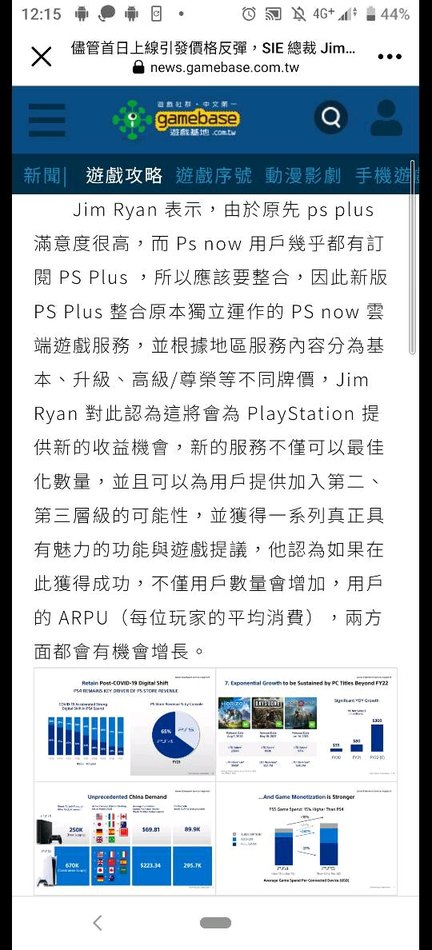 12:15
4G+
44%
儘管首日上線引發價格反彈，SIE 總裁 Jim…
news.gamebase.com.tw
遊戲社群·中文第一
gamebase
遊戲基地 .com.tw
新聞| 遊戲攻略 遊戲序號 動漫影劇 手機遊
Jim Ryan 表示，由於原先 ps plus
滿意度很高，而 Ps now 用戶幾乎都有訂
閱 PS Plus ，所以應該要整合，因此新版
PS Plus 整合原本獨立運作的 PS now 雲
端遊戲服務，並根據地區服務內容分為基
本、升級、高級/尊榮等不同牌價，Jim
Ryan 對此認為這將會為 PlayStation 提
供新的收益機會，新的服務不僅可以最佳
化數量，並且可以為用戶提供加入第二、
第三層級的可能性，並獲得一系列真正具
有魅力的功能與遊戲提議，他認為如果在
此獲得成功，不僅用戶數量會增加，用戶
的 ARPU（每位玩家的平均消費），兩方
面都會有機會增長。
Retain Post-COVID-19 Digital Shift
PS4 REMAINS KEY DRIVER OF PS STORE REVENUE
7. Exponential Growth to be Sustained by PC Titles Beyond FY22
Significant YOY Growth
65%
Unprecedented China Demand
250K
$69.81
89.9K
670K
$223.34
295.7K
...And Game Monetization is Stronger
PS5 Game Spend: 15% Higher Than PS4
Average Game Spend Per Connected Device (USD)